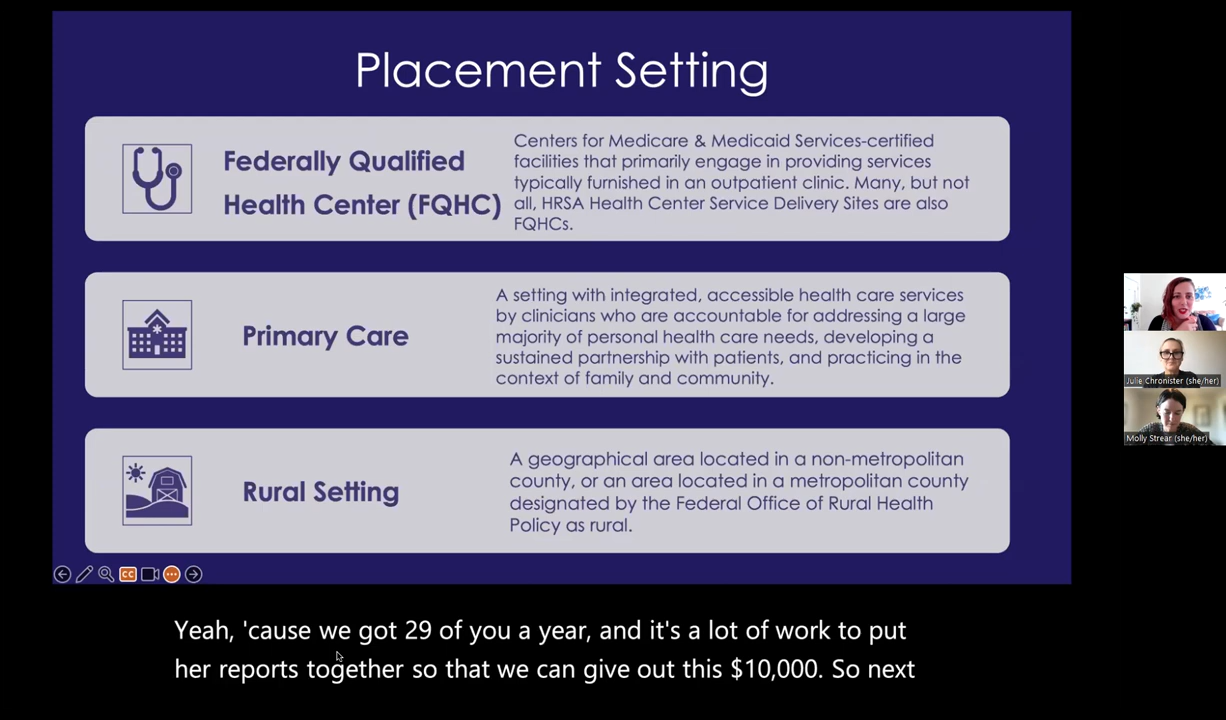 Placement Setting
Federally Qualified
Health Center (FQHC)
Centers for Medicare & Medicaid Services-certified
facilities that primarily engage in providing services
typically furnished in an outpatient clinic. Many, but not
all, HRSA Health Center Service Delivery Sites are also
FQHCs.
Primary Care
A setting with integrated, accessible health care services
by clinicians who are accountable for addressing a large
majority of personal health care needs, developing a
sustained partnership with patients, and practicing in the
context of family and community.
Rural Setting
A geographical area located in a non-metropolitan
county, or an area located in a metropolitan county
designated by the Federal Office of Rural Health
Policy as rural.
CC
Julie Chronister (she/her)
Molly Strear (she/her)
Yeah, 'cause we got 29 of you a year, and it's a lot of work to put
her reports together so that we can give out this $10,000. So next